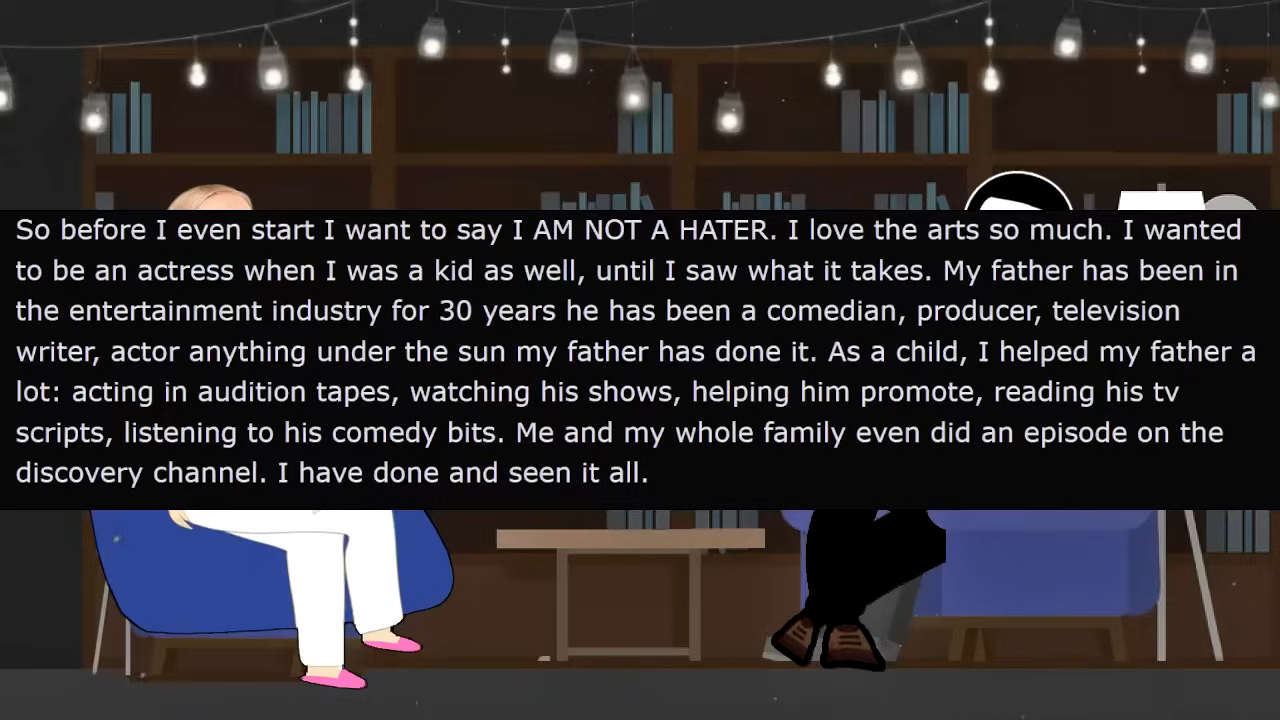 So before I even start I want to say I AM NOT A HATER. I love the arts so much. I wanted
to be an actress when I was a kid as well, until I saw what it takes. My father has been in
the entertainment industry for 30 years he has been a comedian, producer, television
writer, actor anything under the sun my father has done it. As a child, I helped my father a
lot: acting in audition tapes, watching his shows, helping him promote, reading his tv
scripts, listening to his comedy bits. Me and my whole family even did an episode on the
discovery channel. I have done and seen it all.